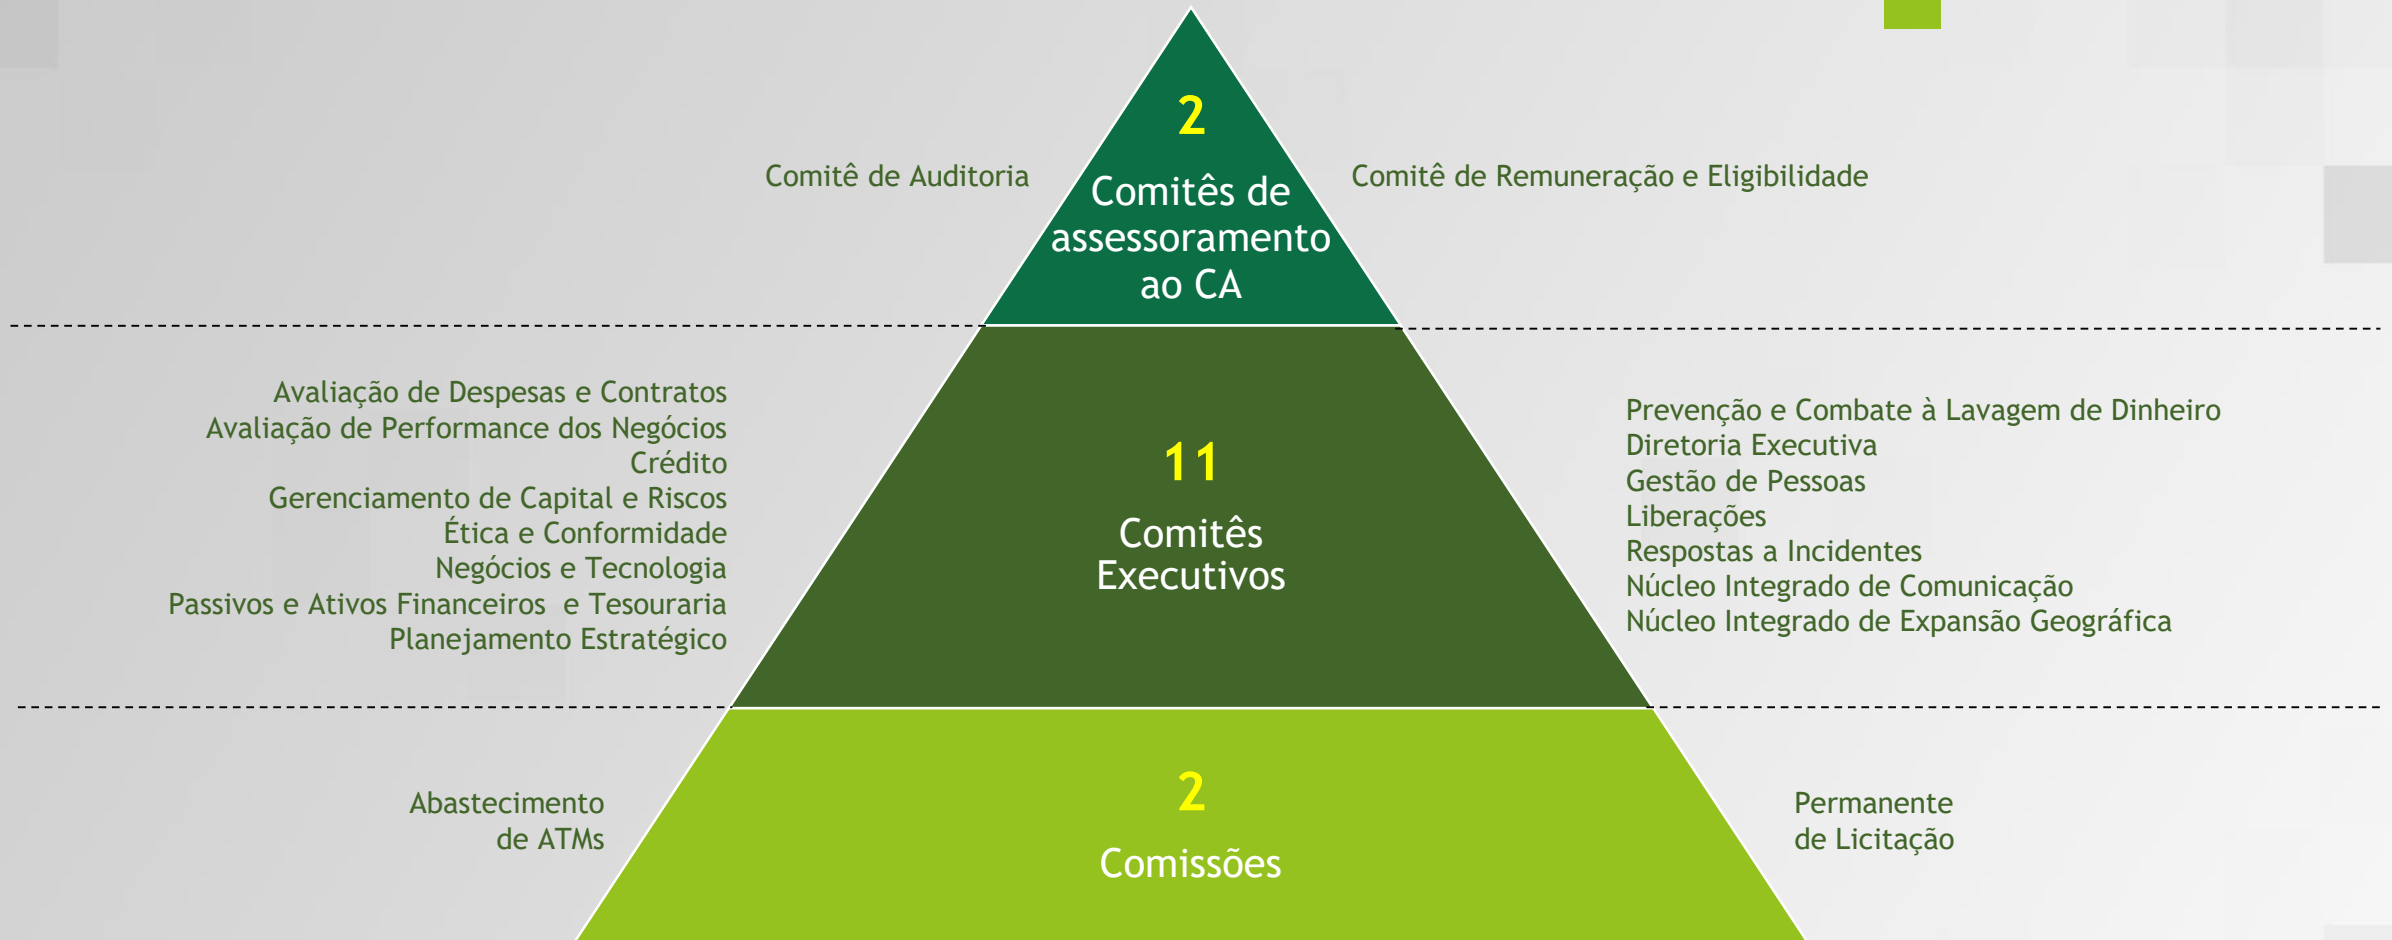 2
Comitê de Auditoria
Comitês de
assessoramento
ao CA
Comitê de Remuneração e Eligibilidade
Avaliação de Despesas e Contratos
Avaliação de Performance dos Negócios
Crédito
Gerenciamento de Capital e Riscos
Ética e Conformidade
Negócios e Tecnologia
Passivos e Ativos Financeiros  e Tesouraria
Planejamento Estratégico
11
Comitês
Executivos
Prevenção e Combate à Lavagem de Dinheiro
Diretoria Executiva
Gestão de Pessoas
Liberações
Respostas a Incidentes
Núcleo Integrado de Comunicação
Núcleo Integrado de Expansão Geográfica
Abastecimento
de ATMs
2
Comissões
Permanente
de Licitação